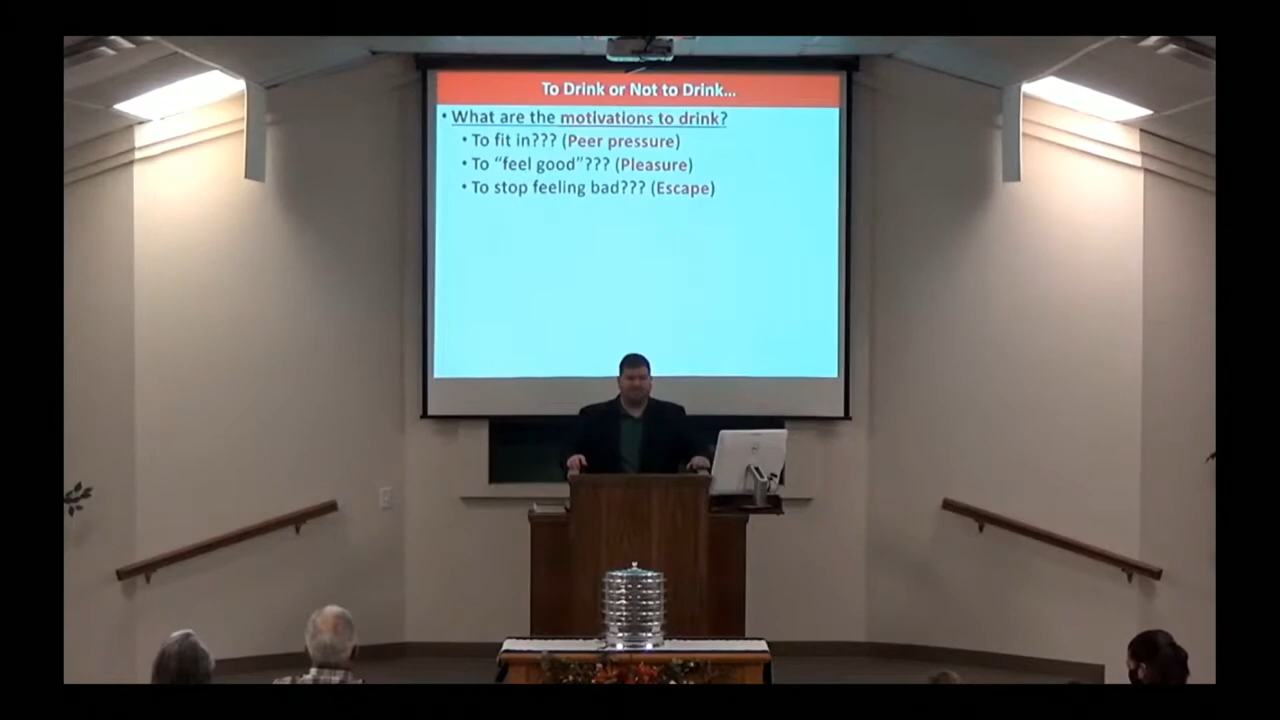 To Drink or Not to Drink...
• What are the motivations to drink?
• To fit in??? (Peer pressure)
• To “feel good”??? (Pleasure)
• To stop feeling bad??? (Escape)